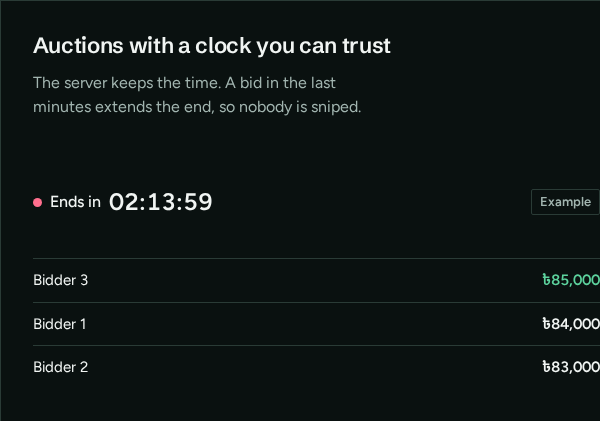 Auctions with a clock you can trust
The server keeps the time. A bid in the last
minutes extends the end, so nobody is sniped.
Ends in 02:13:59
Example
Bidder 3 ৳85,000
Bidder 1 ৳84,000
Bidder 2 ৳83,000